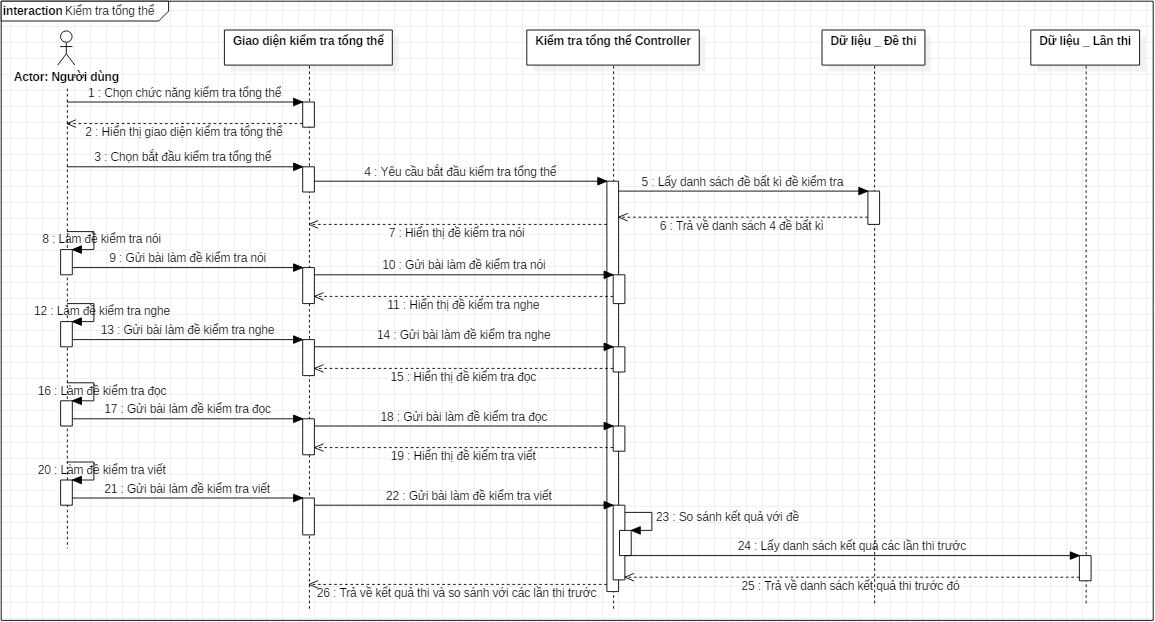 interaction Kiểm tra tổng thể
Giao diện kiểm tra tổng thể
Kiểm tra tổng thể Controller
Dữ liệu _ Đề thi
Dữ liệu _ Lần thi
Actor: Người dùng
1 : Chọn chức năng kiểm tra tổng thể
2 : Hiển thị giao diện kiểm tra tổng thể
3 : Chọn bắt đầu kiểm tra tổng thể
4 : Yêu cầu bắt đầu kiểm tra tổng thể
5 : Lấy danh sách đề bất kì đề kiểm tra
6 : Trả về danh sách 4 đề bất kì
7 : Hiển thị đề kiểm tra nói
8 : Làm đề kiểm tra nói
9 : Gửi bài làm đề kiểm tra nói
10 : Gửi bài làm đề kiểm tra nói
11 : Hiển thị đề kiểm tra nghe
12 : Làm đề kiểm tra nghe
13 : Gửi bài làm đề kiểm tra nghe
14 : Gửi bài làm đề kiểm tra nghe
15 : Hiển thị đề kiểm tra đọc
16 : Làm đề kiểm tra đọc
17 : Gửi bài làm đề kiểm tra đọc
18 : Gửi bài làm đề kiểm tra đọc
19 : Hiển thị đề kiểm tra viết
20 : Làm đề kiểm tra viết
21 : Gửi bài làm đề kiểm tra viết
22 : Gửi bài làm đề kiểm tra viết
23 : So sánh kết quả với đề
24 : Lấy danh sách kết quả các lần thi trước
25 : Trả về danh sách kết quả thi trước đó
26 : Trả về kết quả thi và so sánh với các lần thi trước